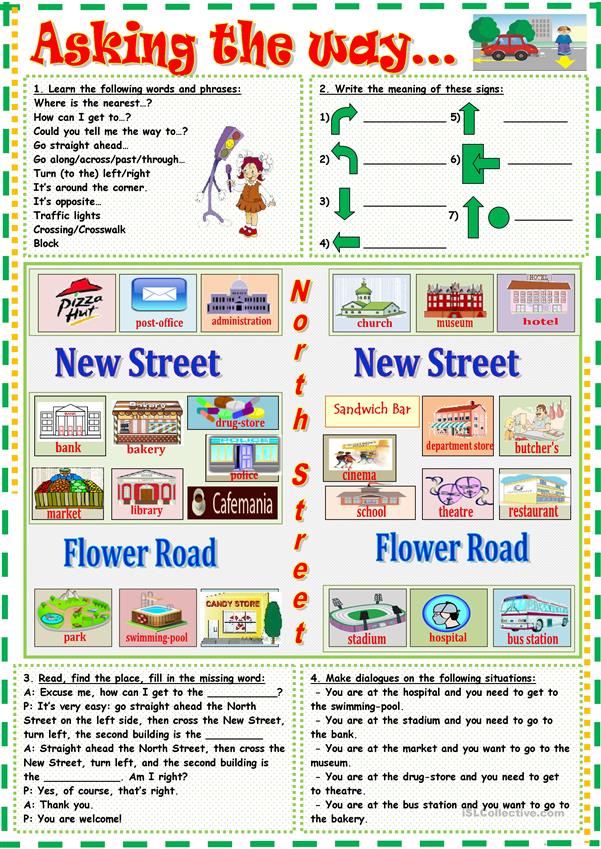 Asking the way...
1. Learn the following words and phrases:
Where is the nearest…?
How can I get to…?
Could you tell me the way to…?
Go straight ahead…
Go along/across/past/through…
Turn (to the) left/right
It's around the corner.
It's opposite…
Traffic lights
Crossing/Crosswalk
Block
2. Write the meaning of these signs:
1) _______________
5) ___________
2) _______________
6) ___________
3) _______________
7) __________
4) _______________
Pizza Hut
post-office
administration
North Street
church
museum
HOTEL
hotel
New Street
New Street
BANK
bank
bakery
drug-store
POLICE
police
Sandwich Bar
department store
butcher's
cinema
market
library
Cafemania
school
theatre
restaurant
Flower Road
Flower Road
park
swimming-pool
CANDY STORE
stadium
hospital
bus station
3. Read, find the place, fill in the missing word:
A: Excuse me, how can I get to the __________?
P: It's very easy: go straight ahead the North
Street on the left side, then cross the New Street,
turn left, the second building is the ________
A: Straight ahead the North Street, then cross the
New Street, turn left, and the second building is
the ___________. Am I right?
P: Yes, of course, that's right.
A: Thank you.
P: You are welcome!
4. Make dialogues on the following situations:
- You are at the hospital and you need to get to
the swimming-pool.
- You are at the stadium and you need to go to
the bank.
- You are at the market and you want to go to the
museum.
- You are at the drug-store and you need to get
to theatre.
- You are at the bus station and you want to go to
the bakery.
iSLCollective.com